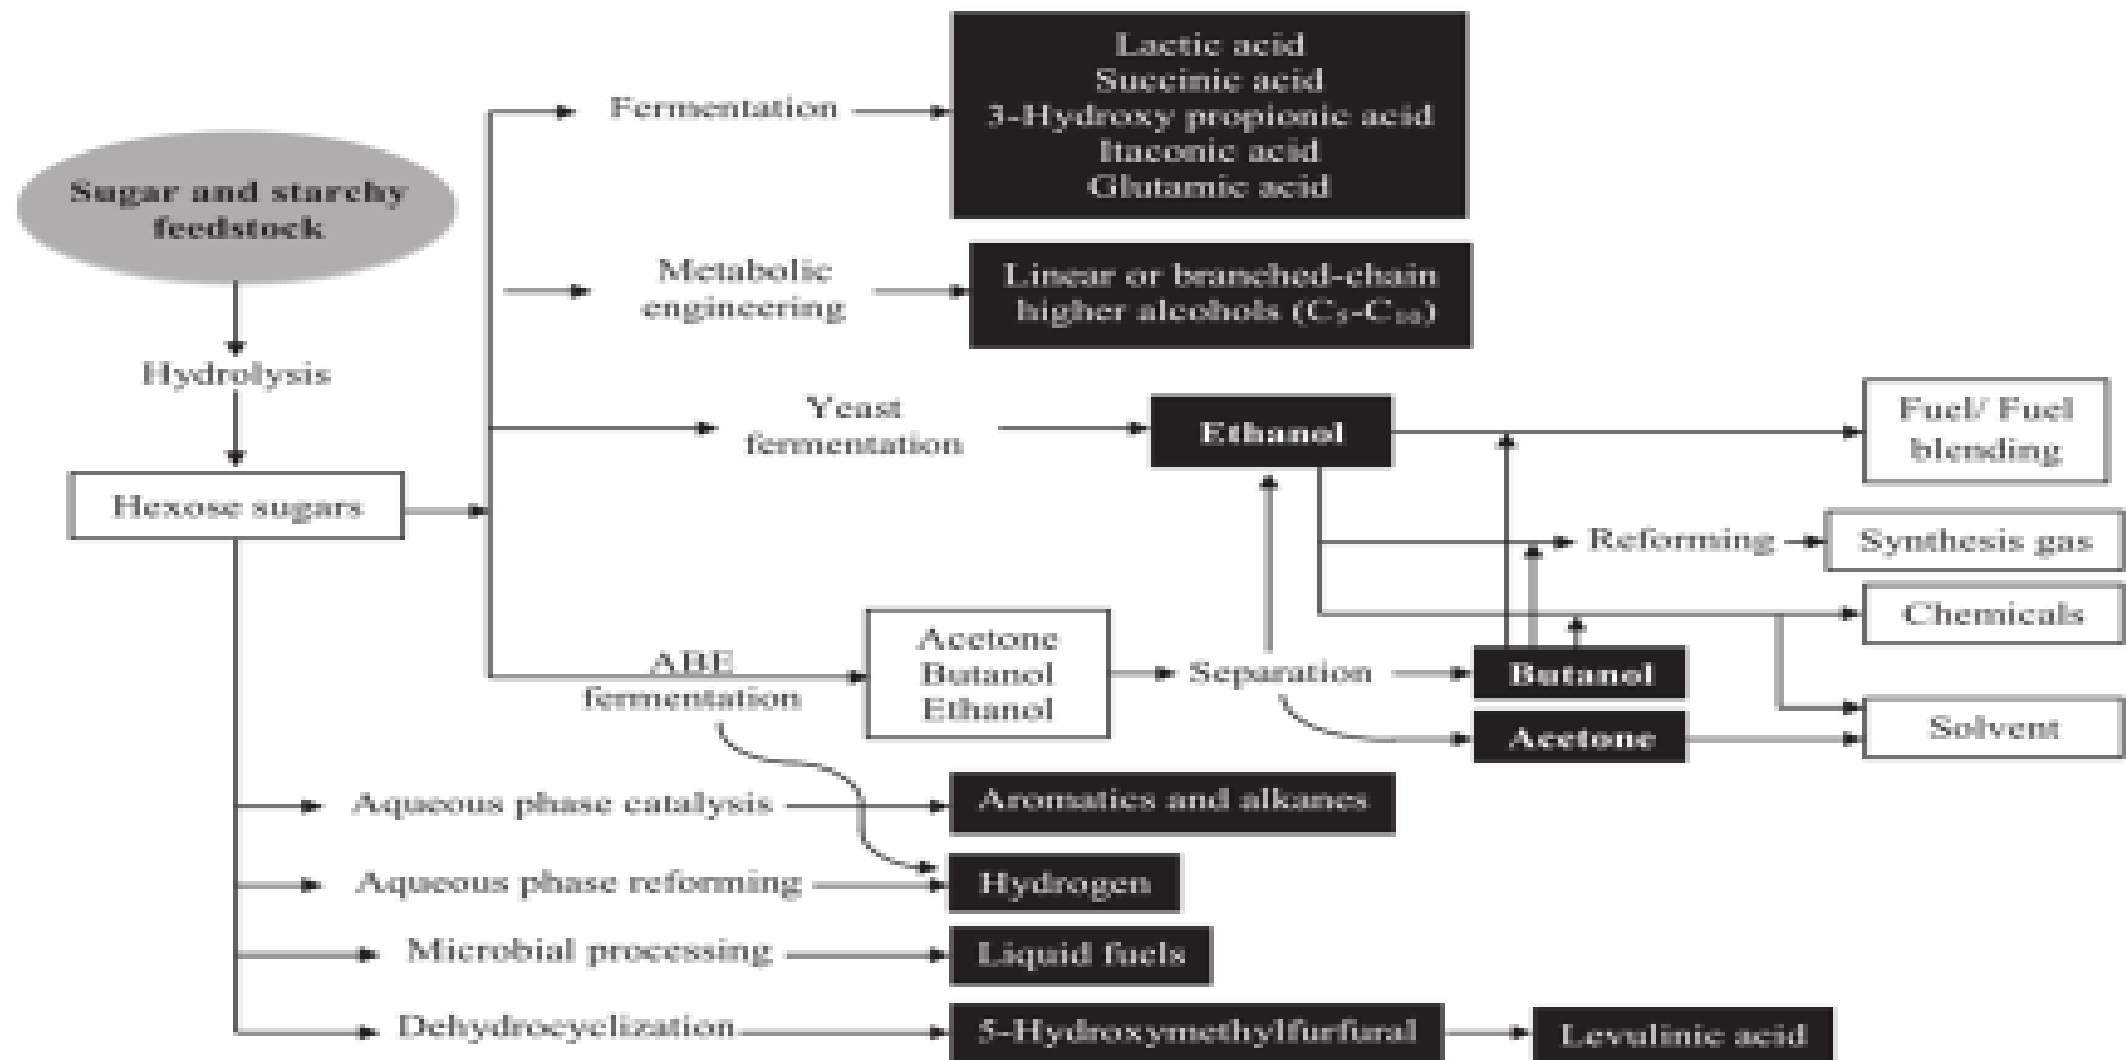 Lactic acid
Succinic acid
3-Hydroxy propionic acid
Itaconic acid
Glutamic acid
Fermentation
Sugar and starchy
feedstock
Metabolic
engineering
Linear or branched-chain
higher alcohols (C₅-C₁₀)
Hydrolysis
Yeast
fermentation
Ethanol
Fuel/ Fuel
blending
Hexose sugars
Reforming
Synthesis gas
Chemicals
ABE
fermentation
Acetone
Butanol
Ethanol
Separation
Butanol
Acetone
Solvent
Aqueous phase catalysis
Aromatics and alkanes
Aqueous phase reforming
Hydrogen
Microbial processing
Liquid fuels
Dehydrocyclization
5-Hydroxymethylfurfural
Levulinic acid